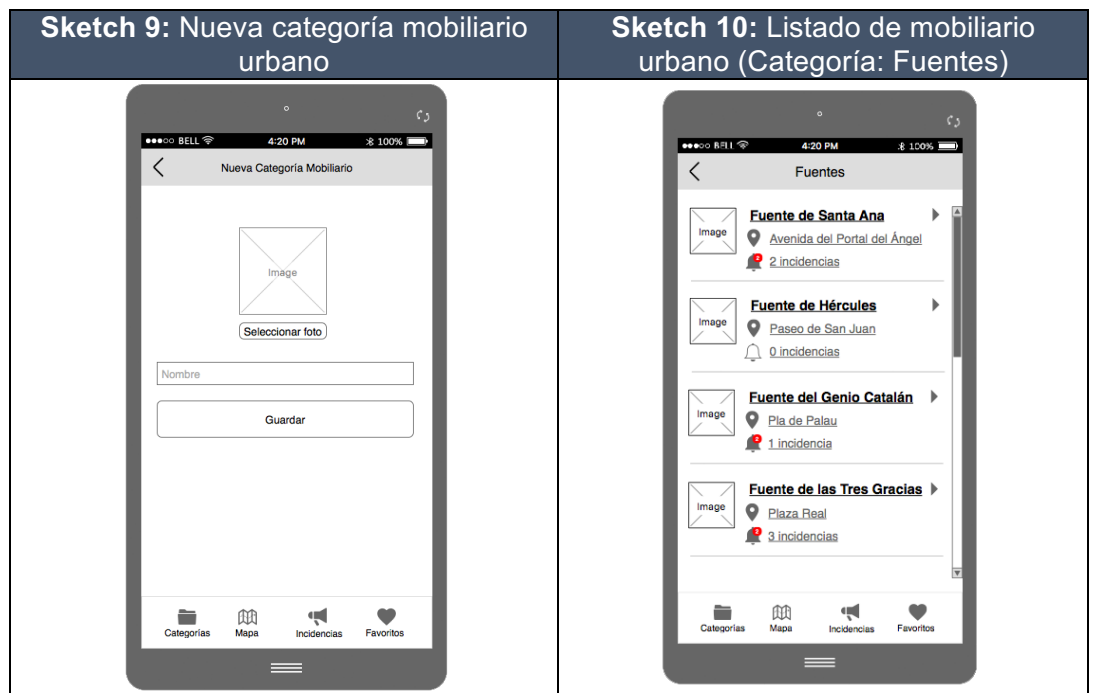 Sketch 9: Nueva categoría mobiliario
urbano
●●●○○ BELL 4:20 PM 100%
Nueva Categoría Mobiliario
Image
Seleccionar foto
Nombre
Guardar
Categorías Mapa Incidencias Favoritos
Sketch 10: Listado de mobiliario
urbano (Categoría: Fuentes)
●●●○○ BELL 4:20 PM 100%
Fuentes
Image
Fuente de Santa Ana
Avenida del Portal del Ángel
2
2 incidencias
Image
Fuente de Hércules
Paseo de San Juan
0 incidencias
Image
Fuente del Genio Catalán
Pla de Palau
2
1 incidencia
Image
Fuente de las Tres Gracias
Plaza Real
2
3 incidencias
Categorías Mapa Incidencias Favoritos